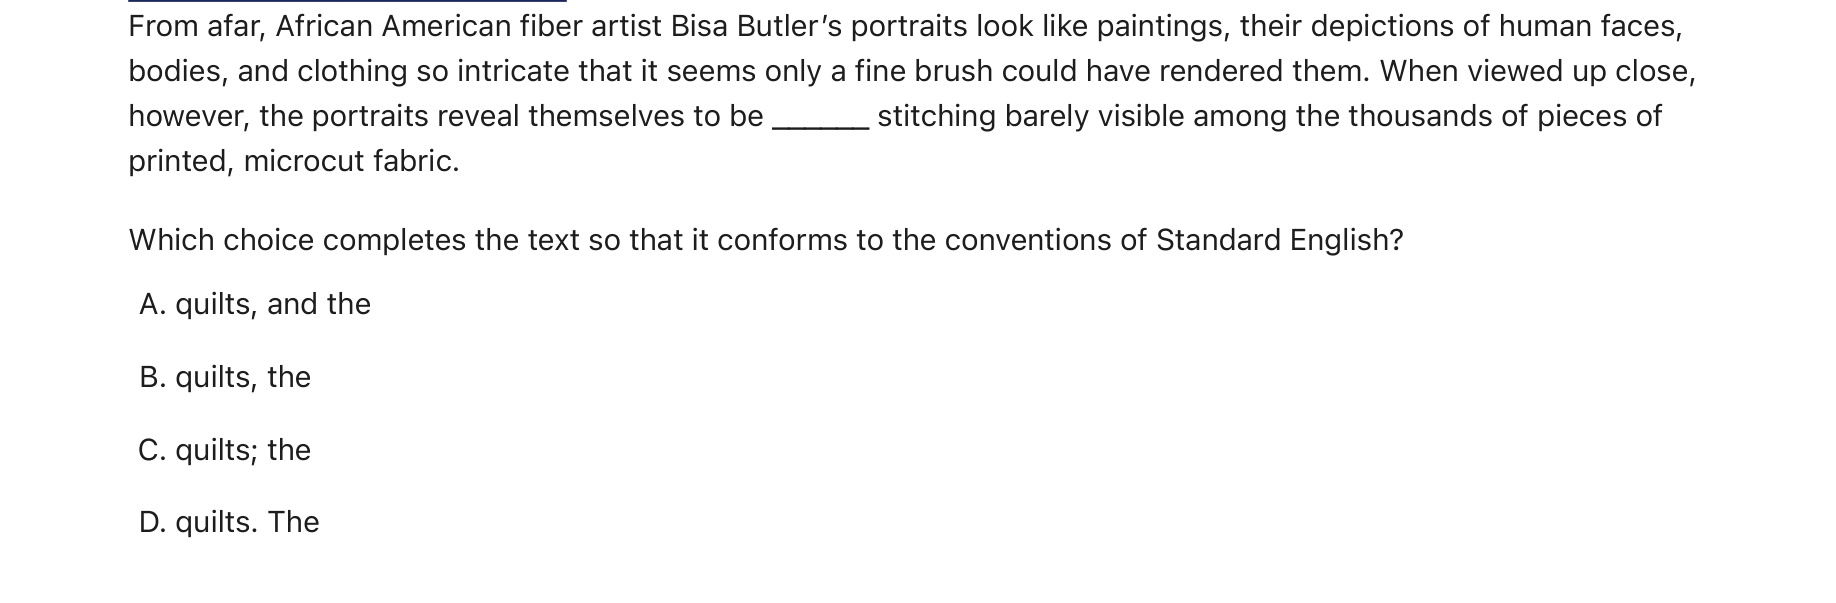 From afar, African American fiber artist Bisa Butler’s portraits look like paintings, their depictions of human faces,
bodies, and clothing so intricate that it seems only a fine brush could have rendered them. When viewed up close,
however, the portraits reveal themselves to be ______ stitching barely visible among the thousands of pieces of
printed, microcut fabric.
Which choice completes the text so that it conforms to the conventions of Standard English?
A. quilts, and the
B. quilts, the
C. quilts; the
D. quilts. The